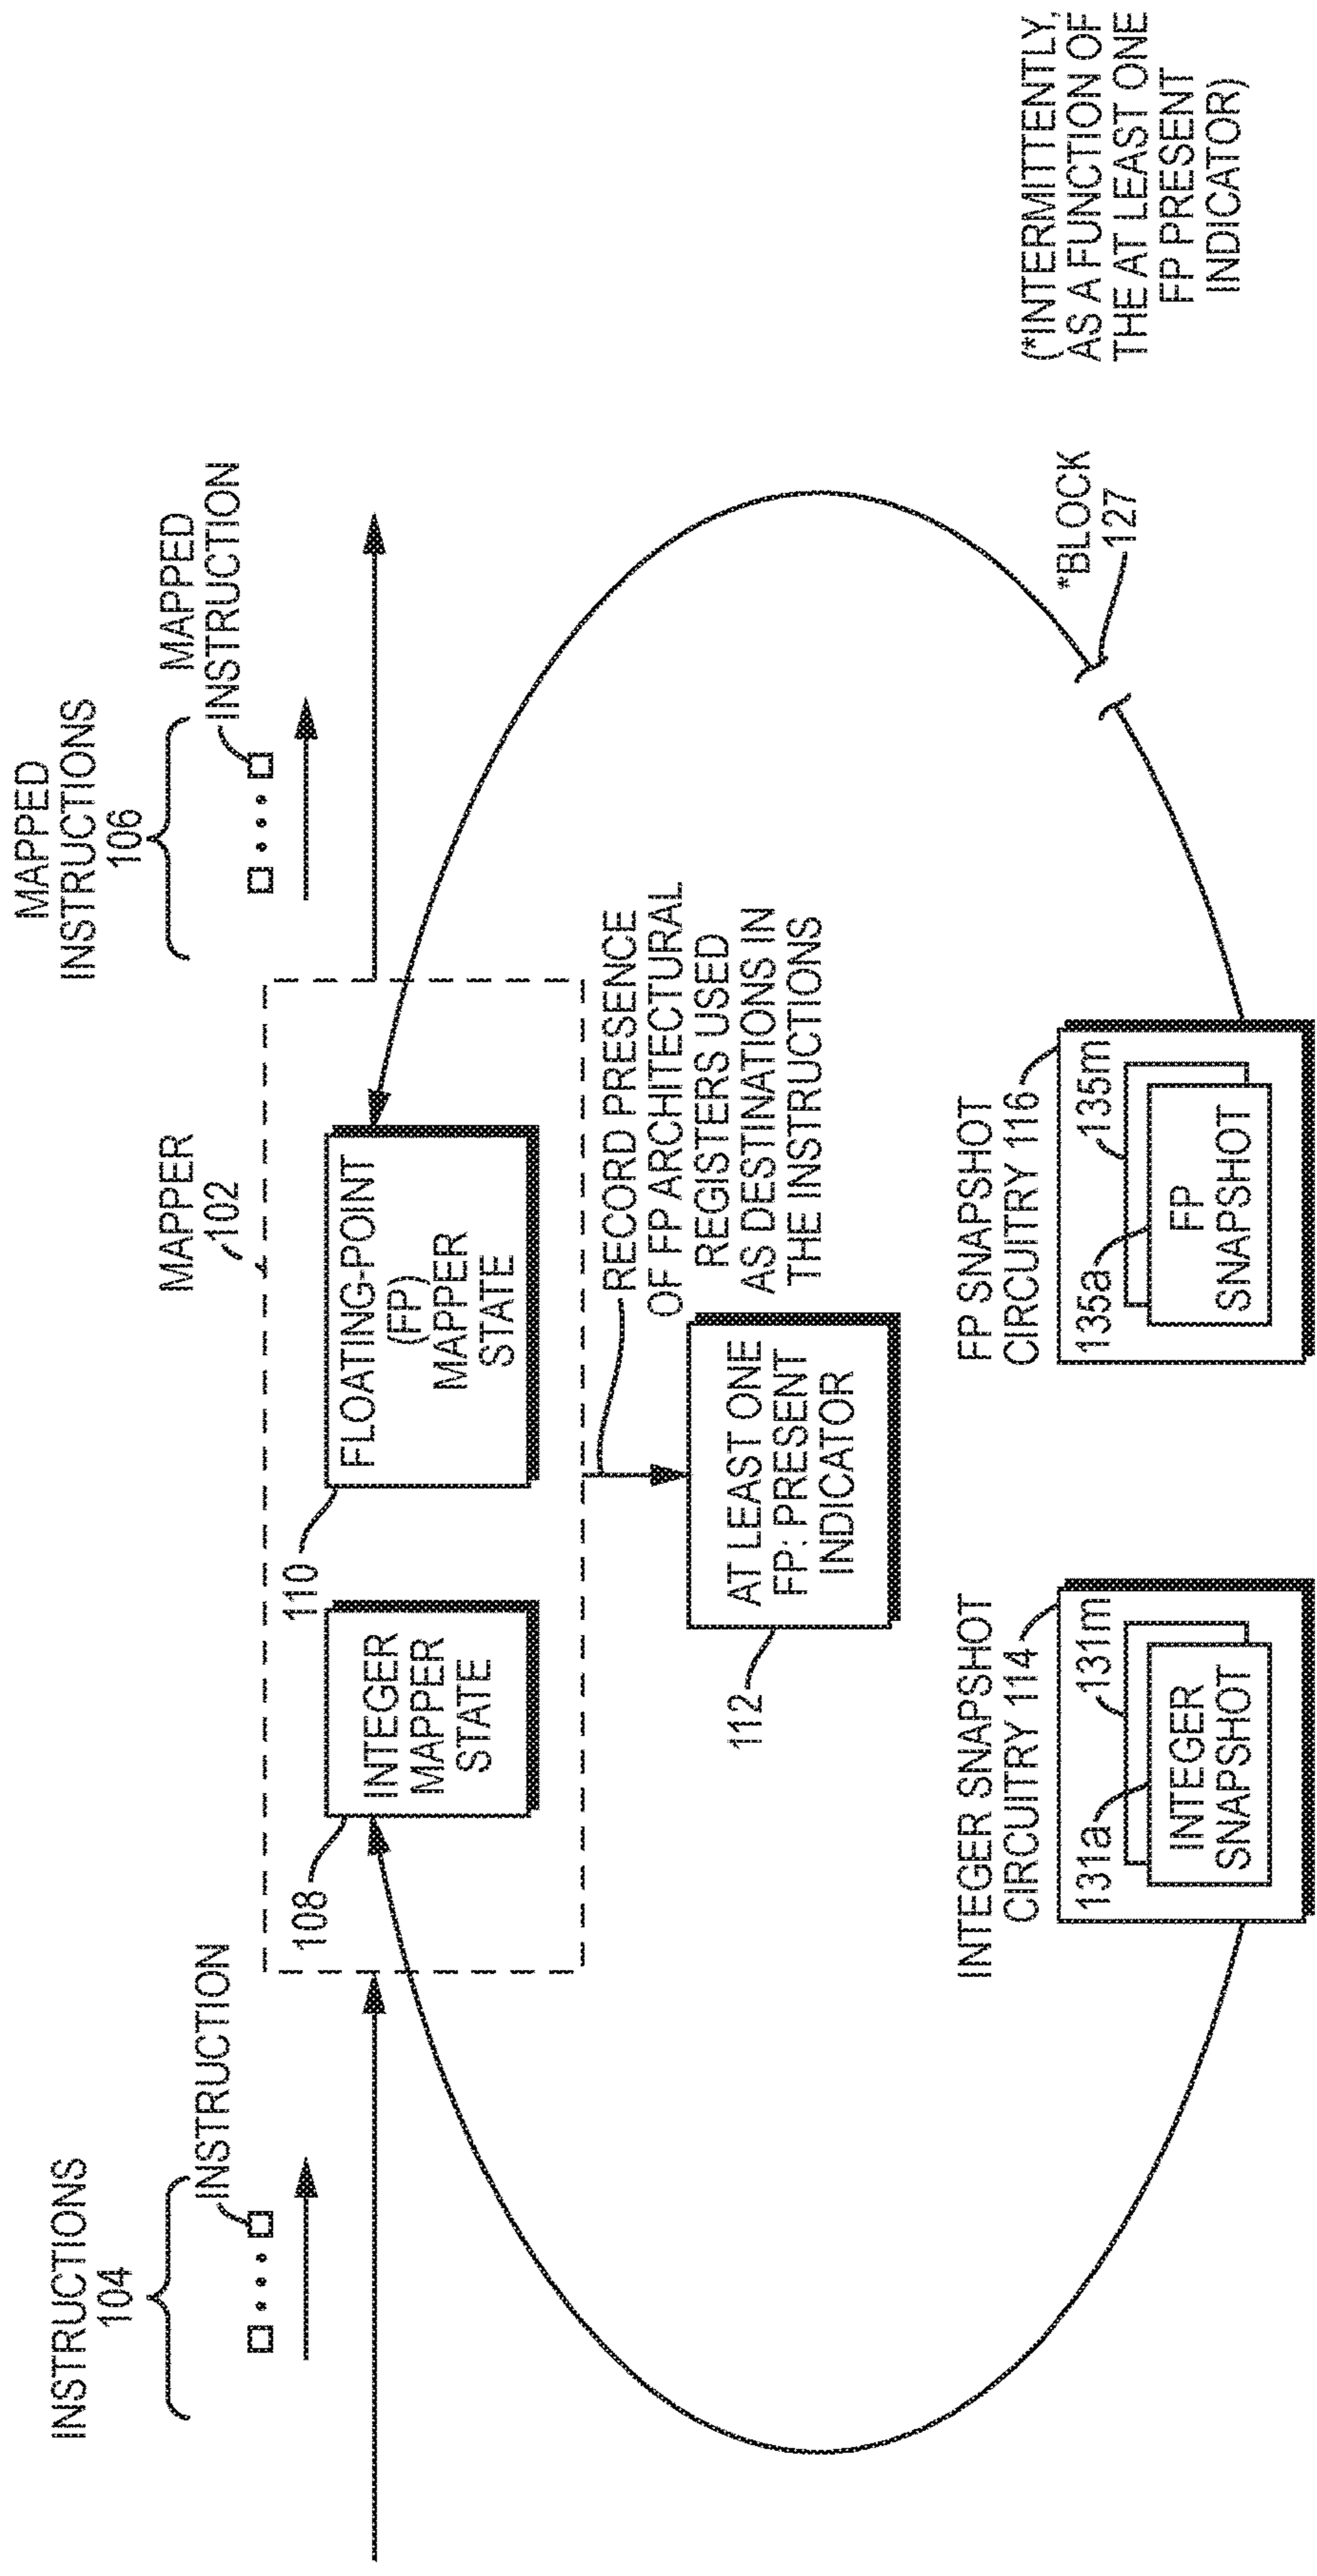 INSTRUCTIONS
104
INSTRUCTION
MAPPER
102
MAPPED
INSTRUCTIONS
106
MAPPED
INSTRUCTION
108
INTEGER
MAPPER
STATE
110
FLOATING-POINT
(FP)
MAPPER
STATE
RECORD PRESENCE
OF FP ARCHITECTURAL
REGISTERS USED
AS DESTINATIONS IN
THE INSTRUCTIONS
112
AT LEAST ONE
FP: PRESENT
INDICATOR
INTEGER SNAPSHOT
CIRCUITRY 114
131a
131m
INTEGER
SNAPSHOT
FP SNAPSHOT
CIRCUITRY 116
135a
135m
FP
SNAPSHOT
*BLOCK
127
(*INTERMITTENTLY,
AS A FUNCTION OF
THE AT LEAST ONE
FP PRESENT
INDICATOR)